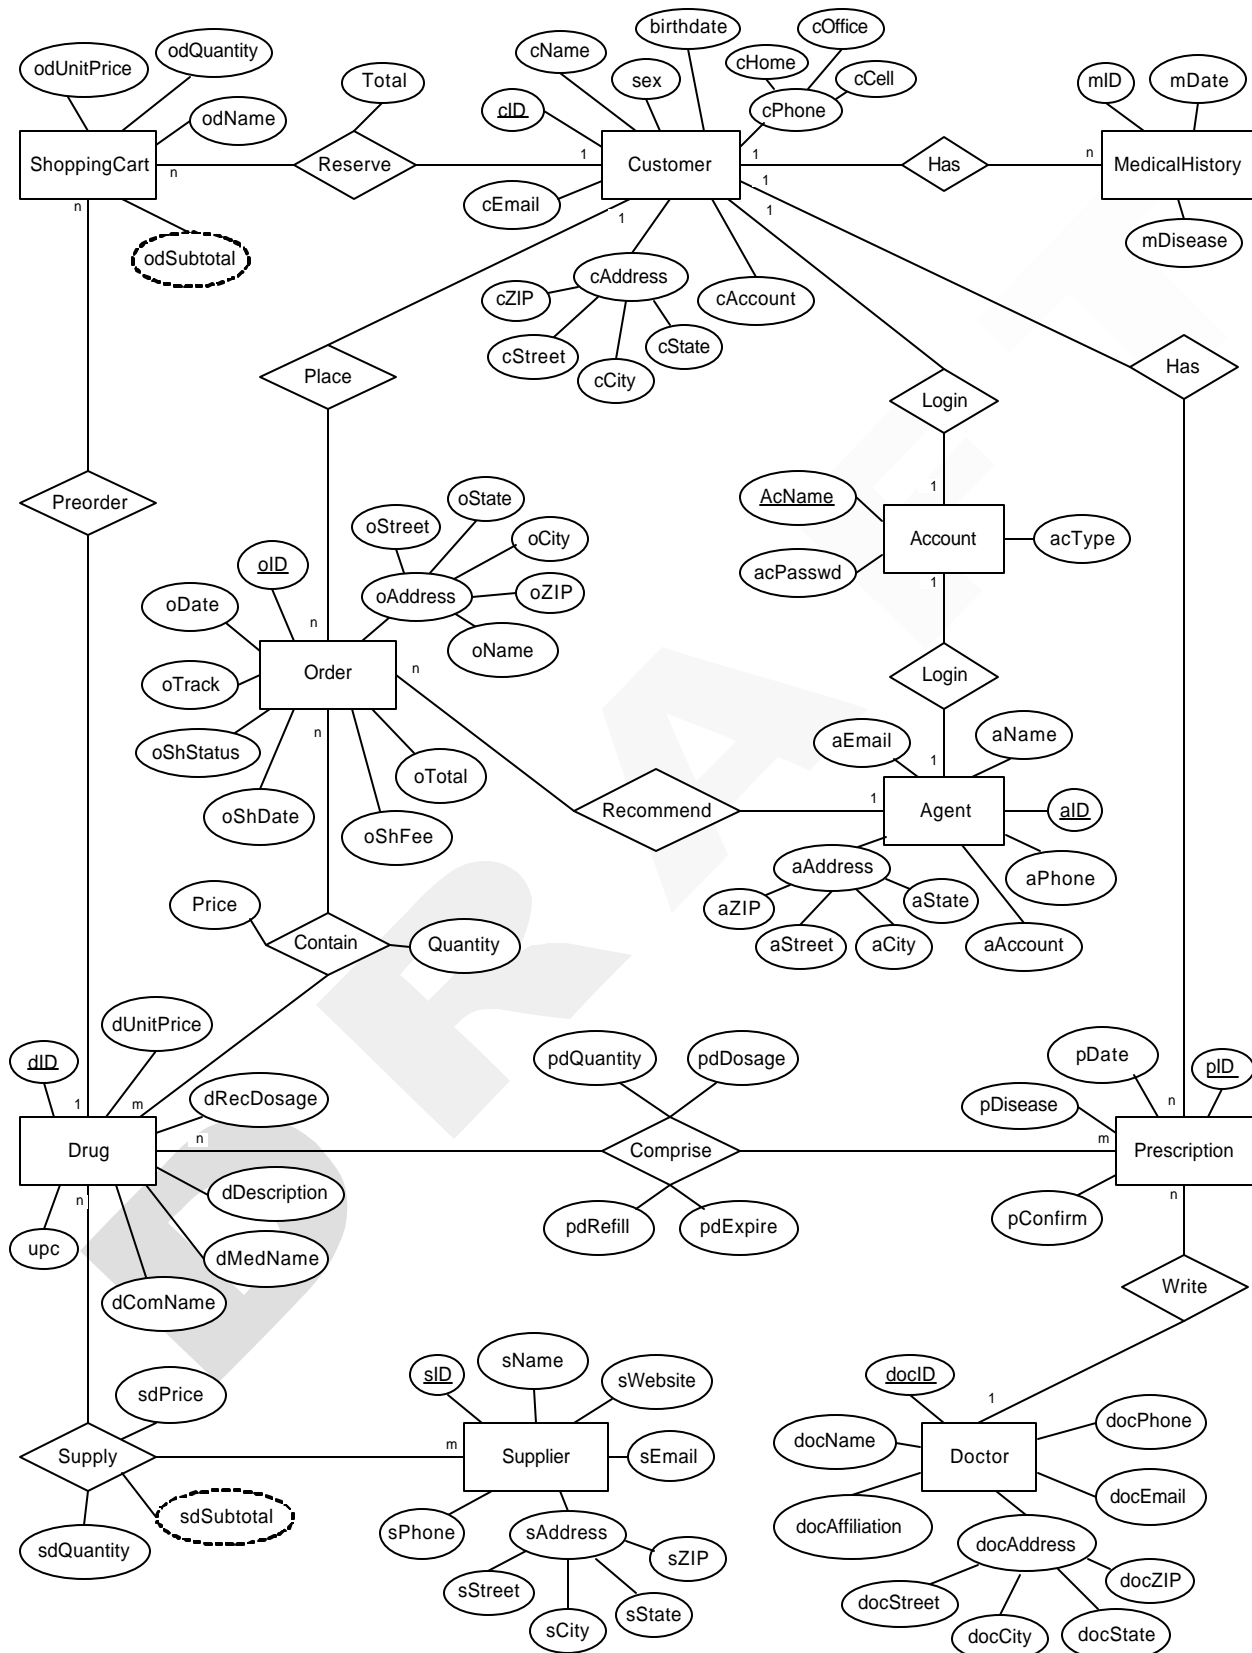 birthdate
cOffice
cName
odQuantity
odUnitPrice
cHome
sex
Total
cCell
mID
mDate
cID
cPhone
odName
ShoppingCart
n
Reserve
1
Customer
1
Has
n
MedicalHistory
1
n
cEmail
1
1
mDisease
odSubtotal
cAddress
cZIP
cAccount
cState
cStreet
cCity
Place
Has
Login
1
AcName
Preorder
oState
oStreet
oCity
Account
acType
oID
acPasswd
1
oDate
oAddress
oZIP
n
oName
n
Order
oTrack
Login
aEmail
aName
n
oShStatus
oTotal
1
Recommend
1
Agent
aID
oShDate
oShFee
aAddress
aPhone
Price
aState
aZIP
Contain
Quantity
aStreet
aCity
aAccount
dUnitPrice
pdQuantity
pdDosage
pDate
dID
pID
dRecDosage
pDisease
1
m
n
n
m
Drug
Comprise
Prescription
n
dDescription
n
pConfirm
upc
dMedName
pdRefill
pdExpire
Write
dComName
sName
sID
docID
sWebsite
sdPrice
1
docPhone
docName
Supply
m
Supplier
sEmail
Doctor
docEmail
sdSubtotal
docAffiliation
sPhone
sAddress
sdQuantity
docAddress
sZIP
docZIP
sStreet
docStreet
sCity
sState
docCity
docState
DRAFT